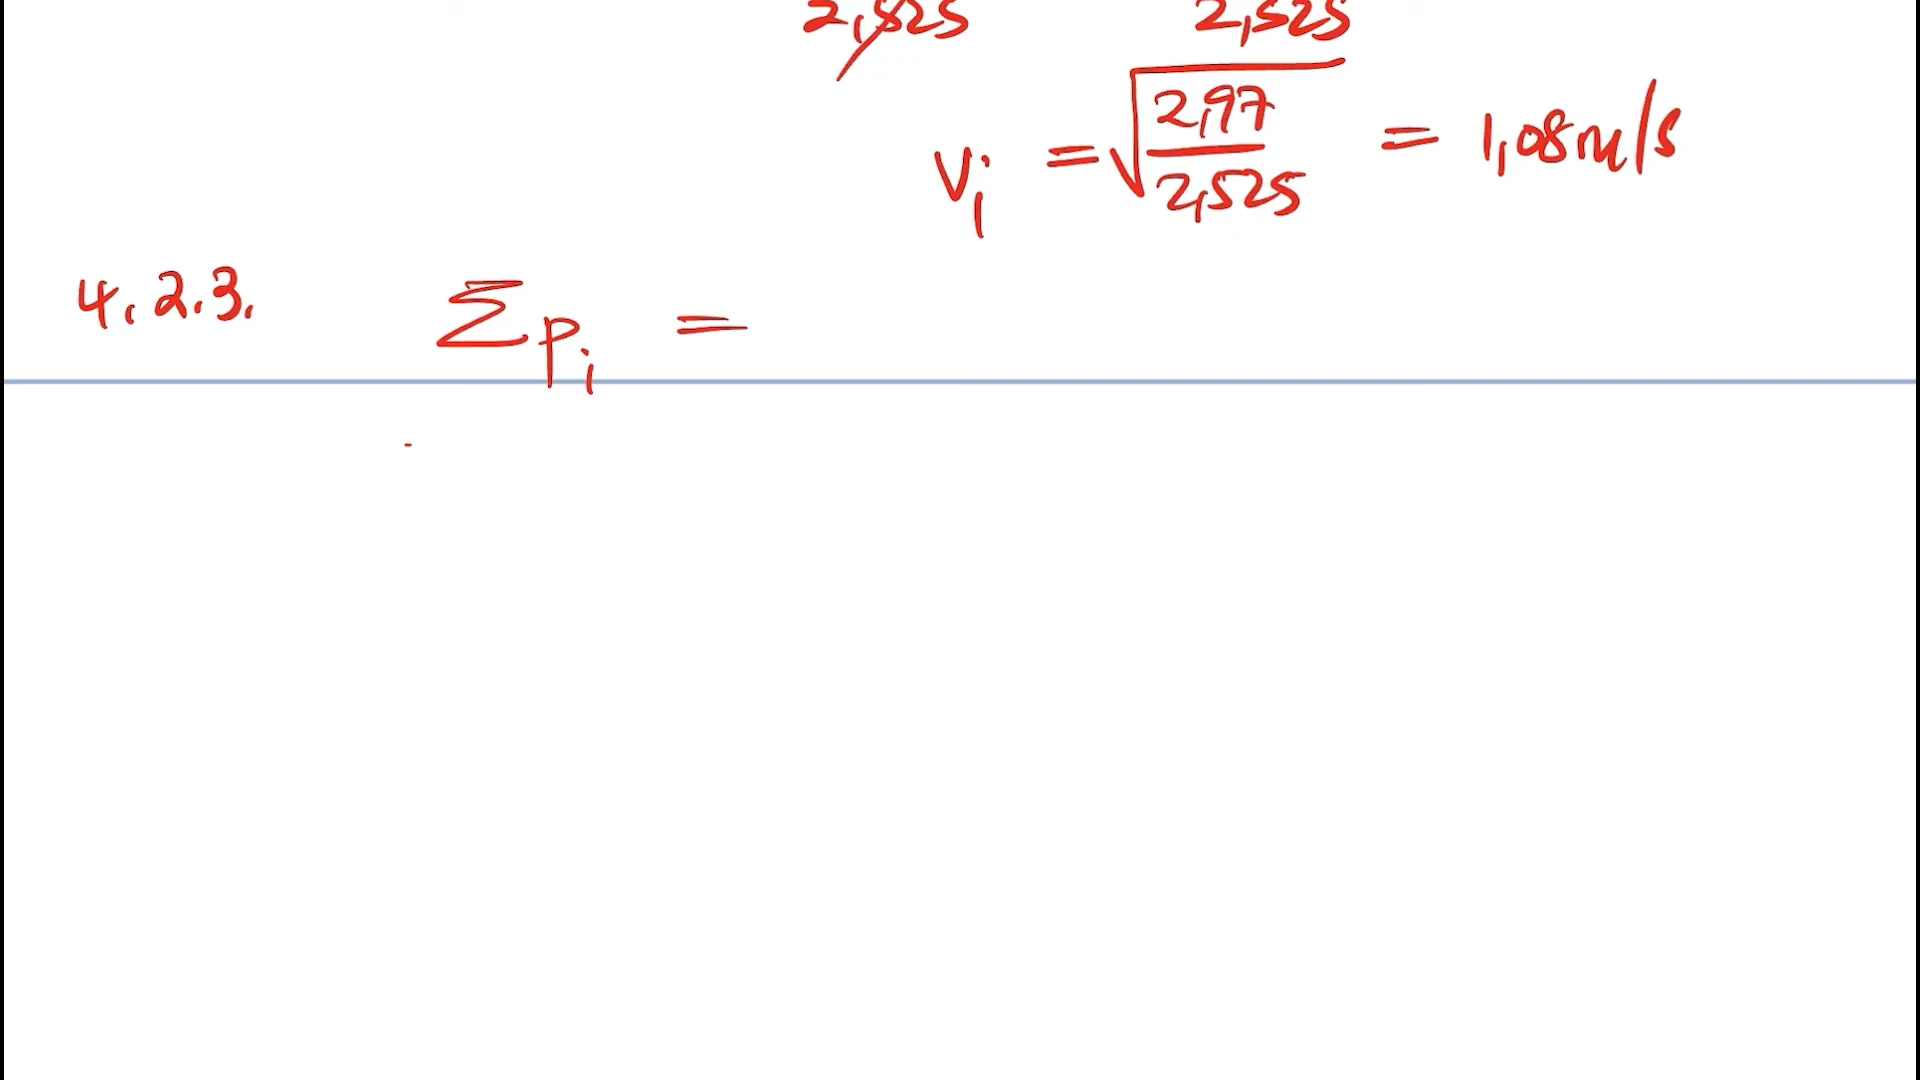 2,525 2,525
vi = √2,97/2,525 = 1,08m/s
4.2.3. Σpi =